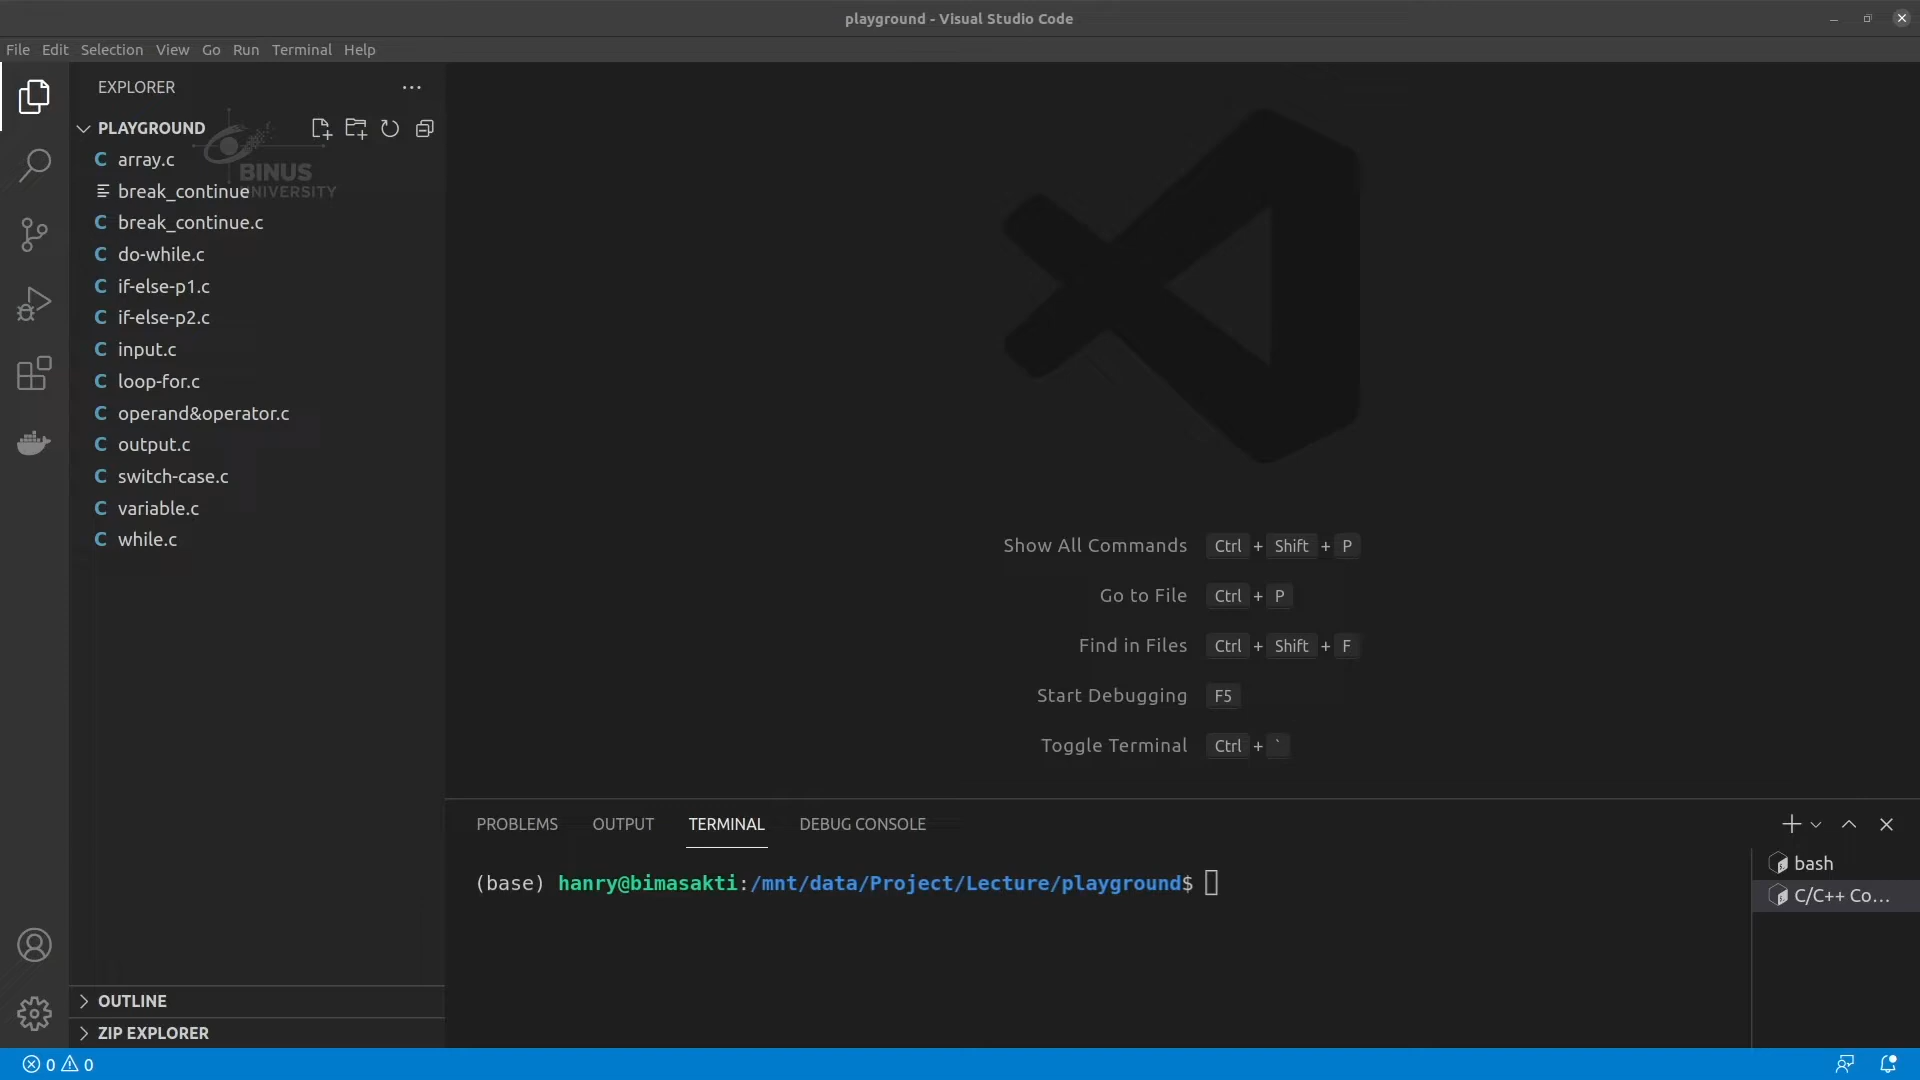 playground - Visual Studio Code
File Edit Selection View Go Run Terminal Help
EXPLORER
PLAYGROUND
BINUS
UNIVERSITY
C array.c
break_continue
C break_continue.c
C do-while.c
C if-else-p1.c
C if-else-p2.c
C input.c
C loop-for.c
C operand&operator.c
C output.c
C switch-case.c
C variable.c
C while.c
Show All Commands Ctrl + Shift + P
Go to File Ctrl + P
Find in Files Ctrl + Shift + F
Start Debugging F5
Toggle Terminal Ctrl + `
PROBLEMS OUTPUT TERMINAL DEBUG CONSOLE
(base) hanry@bimasakti:/mnt/data/Project/Lecture/playground$
bash
C/C++ Co...
OUTLINE
ZIP EXPLORER
0 0